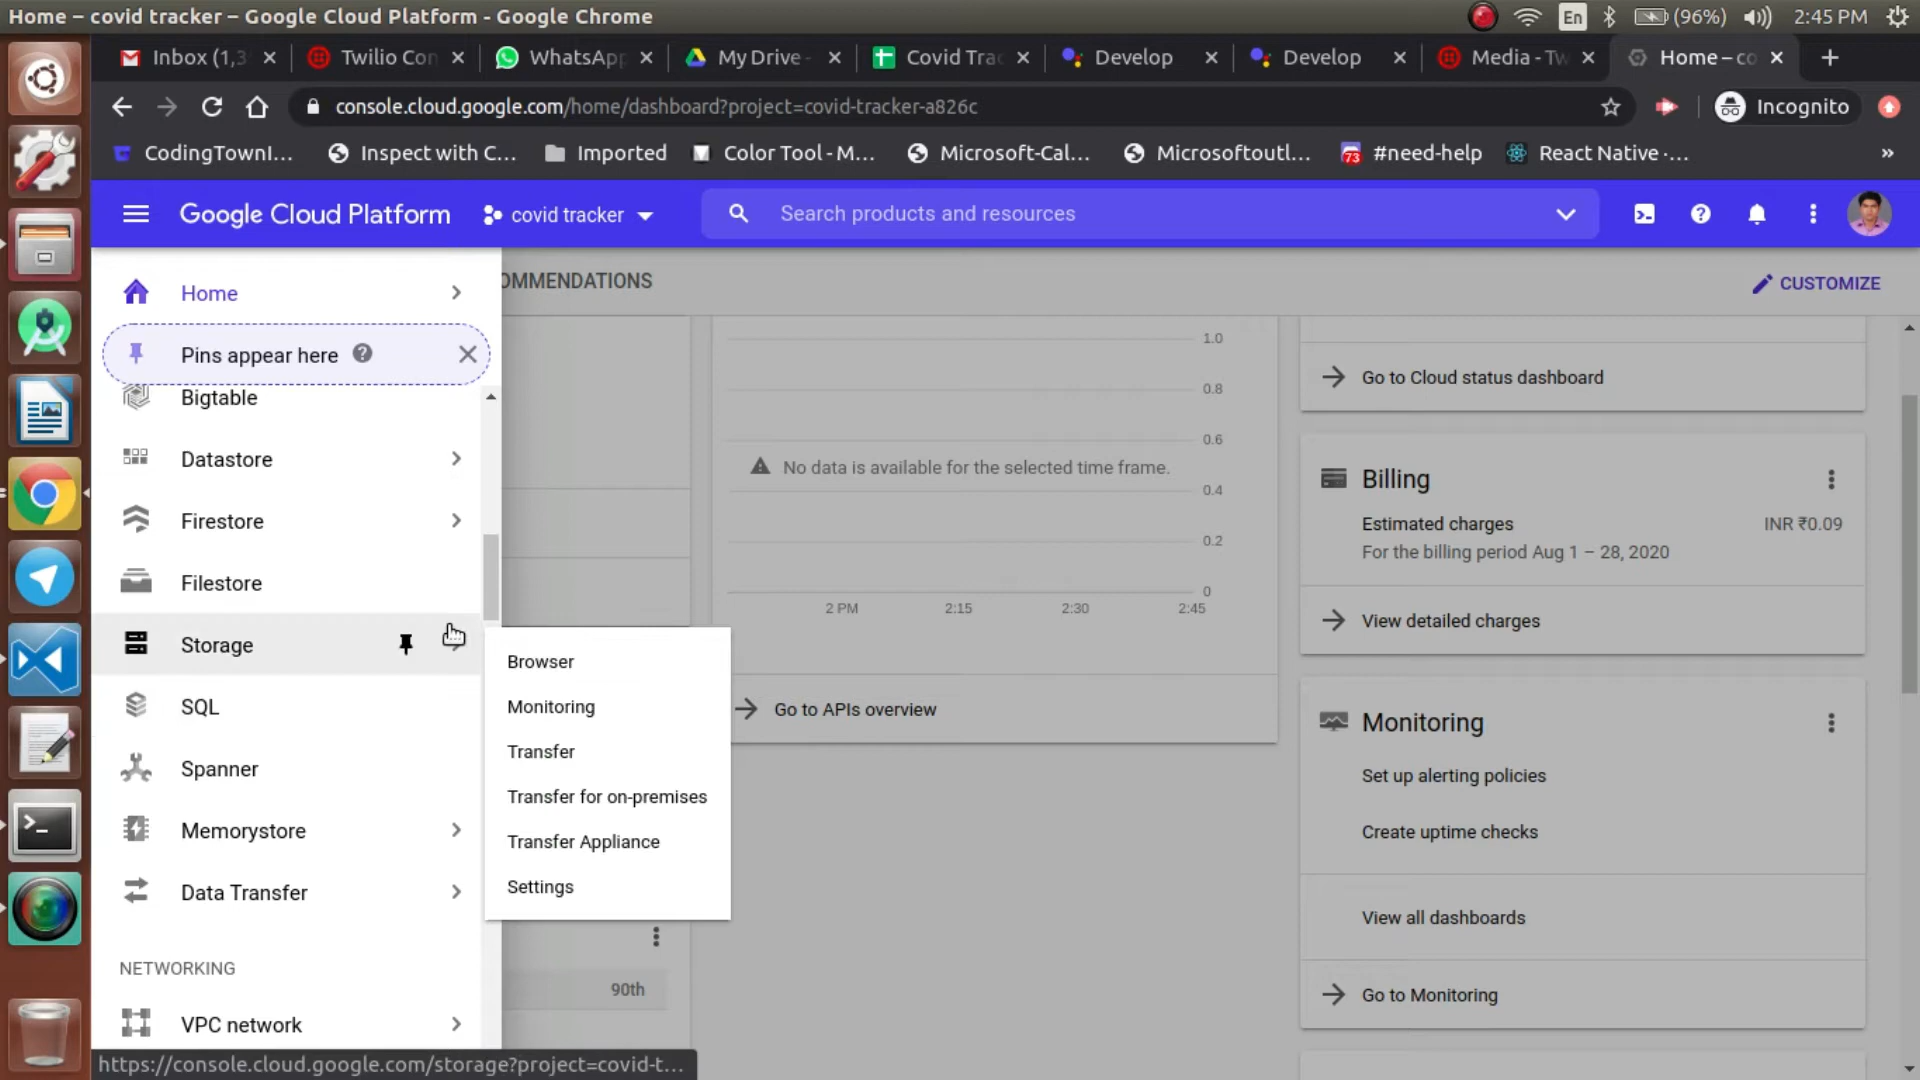 Home – covid tracker – Google Cloud Platform - Google Chrome
En
(96%)
2:45 PM
Inbox (1,3
Twilio Con
WhatsApp
My Drive -
Covid Trac
Develop
Develop
Media - Tw
Home – co
console.cloud.google.com/home/dashboard?project=covid-tracker-a826c
Incognito
CodingTownI...
Inspect with C...
Imported
Color Tool - M...
Microsoft-Cal...
Microsoftoutl...
73
#need-help
React Native ·...
»
Google Cloud Platform
covid tracker
Search products and resources
Home
OMMENDATIONS
CUSTOMIZE
Pins appear here
Bigtable
Datastore
Firestore
Filestore
Storage
SQL
Spanner
Memorystore
Data Transfer
NETWORKING
VPC network
Browser
Monitoring
Transfer
Transfer for on-premises
Transfer Appliance
Settings
90th
1.0
0.8
0.6
No data is available for the selected time frame.
0.4
0.2
0
2 PM
2:15
2:30
2:45
Go to APIs overview
Go to Cloud status dashboard
Billing
Estimated charges
INR ₹0.09
For the billing period Aug 1 – 28, 2020
View detailed charges
Monitoring
Set up alerting policies
Create uptime checks
View all dashboards
Go to Monitoring
https://console.cloud.google.com/storage?project=covid-t...